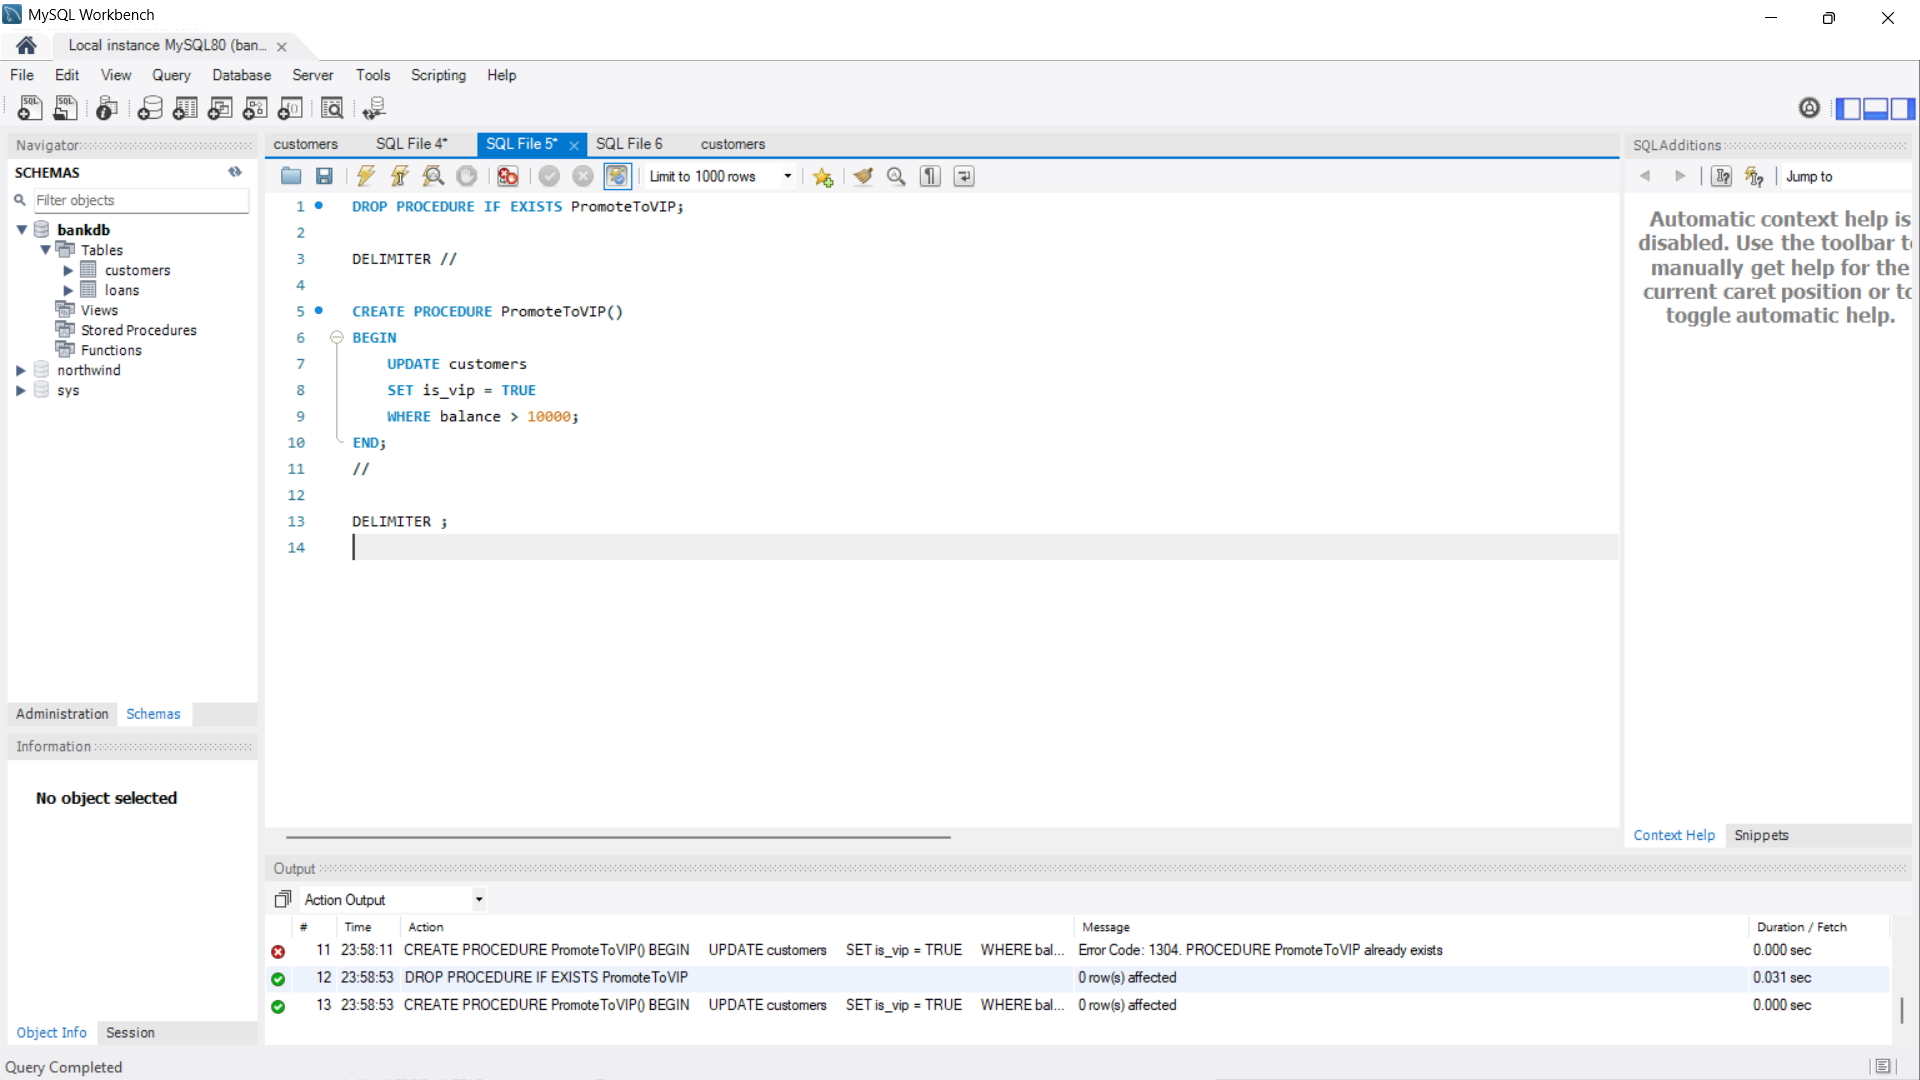 MySQL Workbench
Local instance MySQL80 (ban...
File Edit View Query Database Server Tools Scripting Help
Navigator
SCHEMAS
Filter objects
bankdb
Tables
customers
loans
Views
Stored Procedures
Functions
northwind
sys
Administration Schemas
Information
No object selected
Object Info Session
customers SQL File 4* SQL File 5* SQL File 6 customers
Limit to 1000 rows
1 DROP PROCEDURE IF EXISTS PromoteToVIP;
2
3 DELIMITER //
4
5 CREATE PROCEDURE PromoteToVIP()
6 BEGIN
7 UPDATE customers
8 SET is_vip = TRUE
9 WHERE balance > 10000;
10 END;
11 //
12
13 DELIMITER ;
14
SQLAdditions
Jump to
Automatic context help is
disabled. Use the toolbar
manually get help for the
current caret position or
toggle automatic help.
Context Help Snippets
Output
Action Output
# Time Action Message Duration / Fetch
11 23:58:11 CREATE PROCEDURE PromoteToVIP() BEGIN UPDATE customers SET is_vip = TRUE WHERE bal... Error Code: 1304. PROCEDURE PromoteToVIP already exists 0.000 sec
12 23:58:53 DROP PROCEDURE IF EXISTS PromoteToVIP 0 row(s) affected 0.031 sec
13 23:58:53 CREATE PROCEDURE PromoteToVIP() BEGIN UPDATE customers SET is_vip = TRUE WHERE bal... 0 row(s) affected 0.000 sec
Query Completed